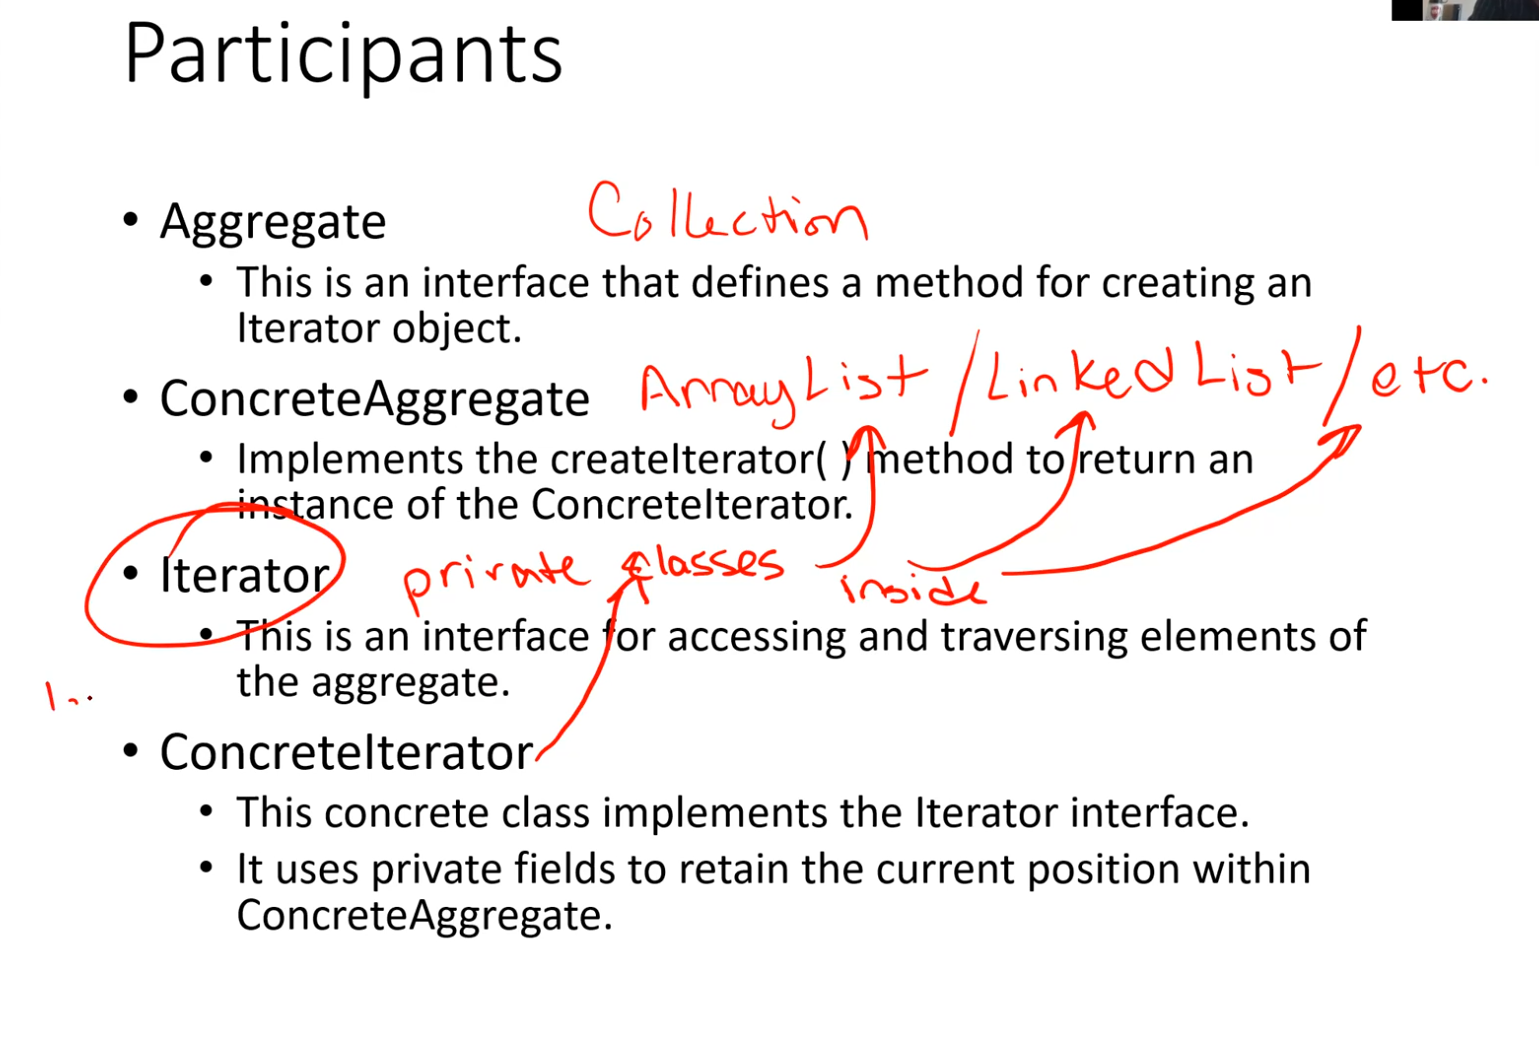 Participants
• Aggregate Collection
• This is an interface that defines a method for creating an
Iterator object.
• ConcreteAggregate ArrayList / LinkedList / etc.
• Implements the createIterator( ) method to return an
instance of the ConcreteIterator.
• Iterator private classes inside
• This is an interface for accessing and traversing elements of
the aggregate.
• ConcreteIterator
• This concrete class implements the Iterator interface.
• It uses private fields to retain the current position within
ConcreteAggregate.